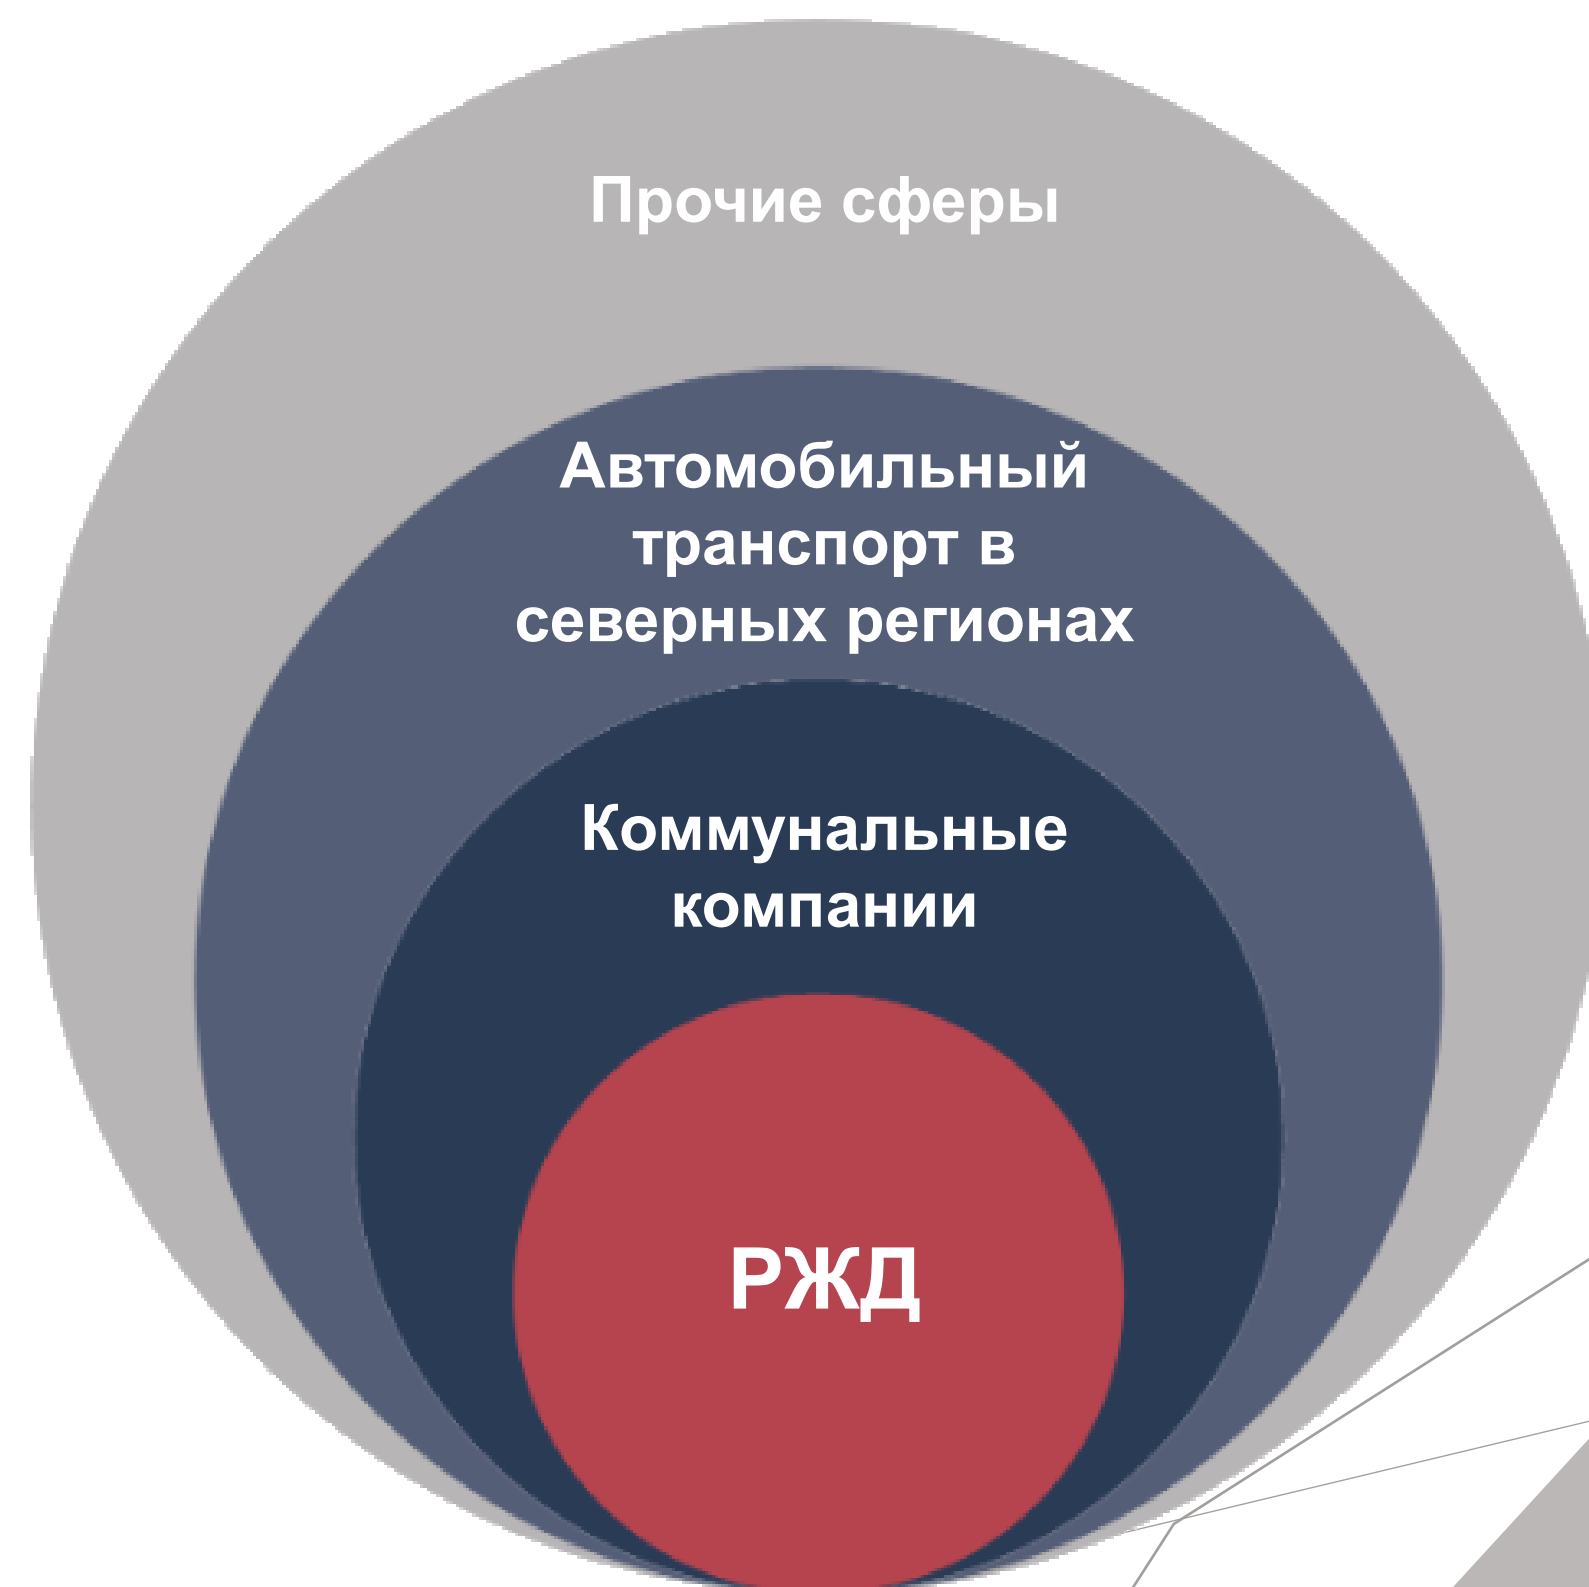 Прочие сферы
Автомобильный
транспорт в
северных регионах
Коммунальные
компании
РЖД